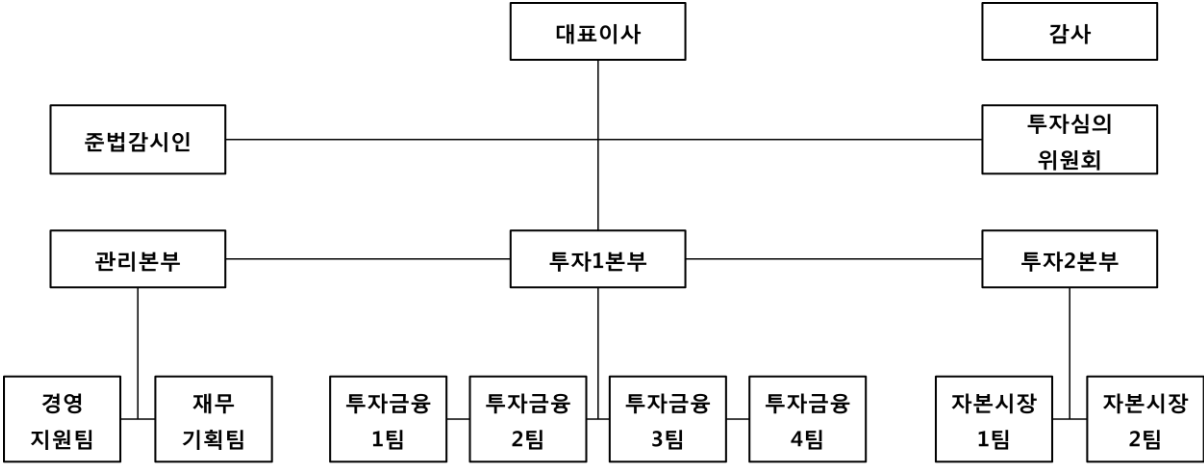 대표이사
감사
준법감시인
투자심의
위원회
관리본부
투자1본부
투자2본부
경영
지원팀
재무
기획팀
투자금융
1팀
투자금융
2팀
투자금융
3팀
투자금융
4팀
자본시장
1팀
자본시장
2팀